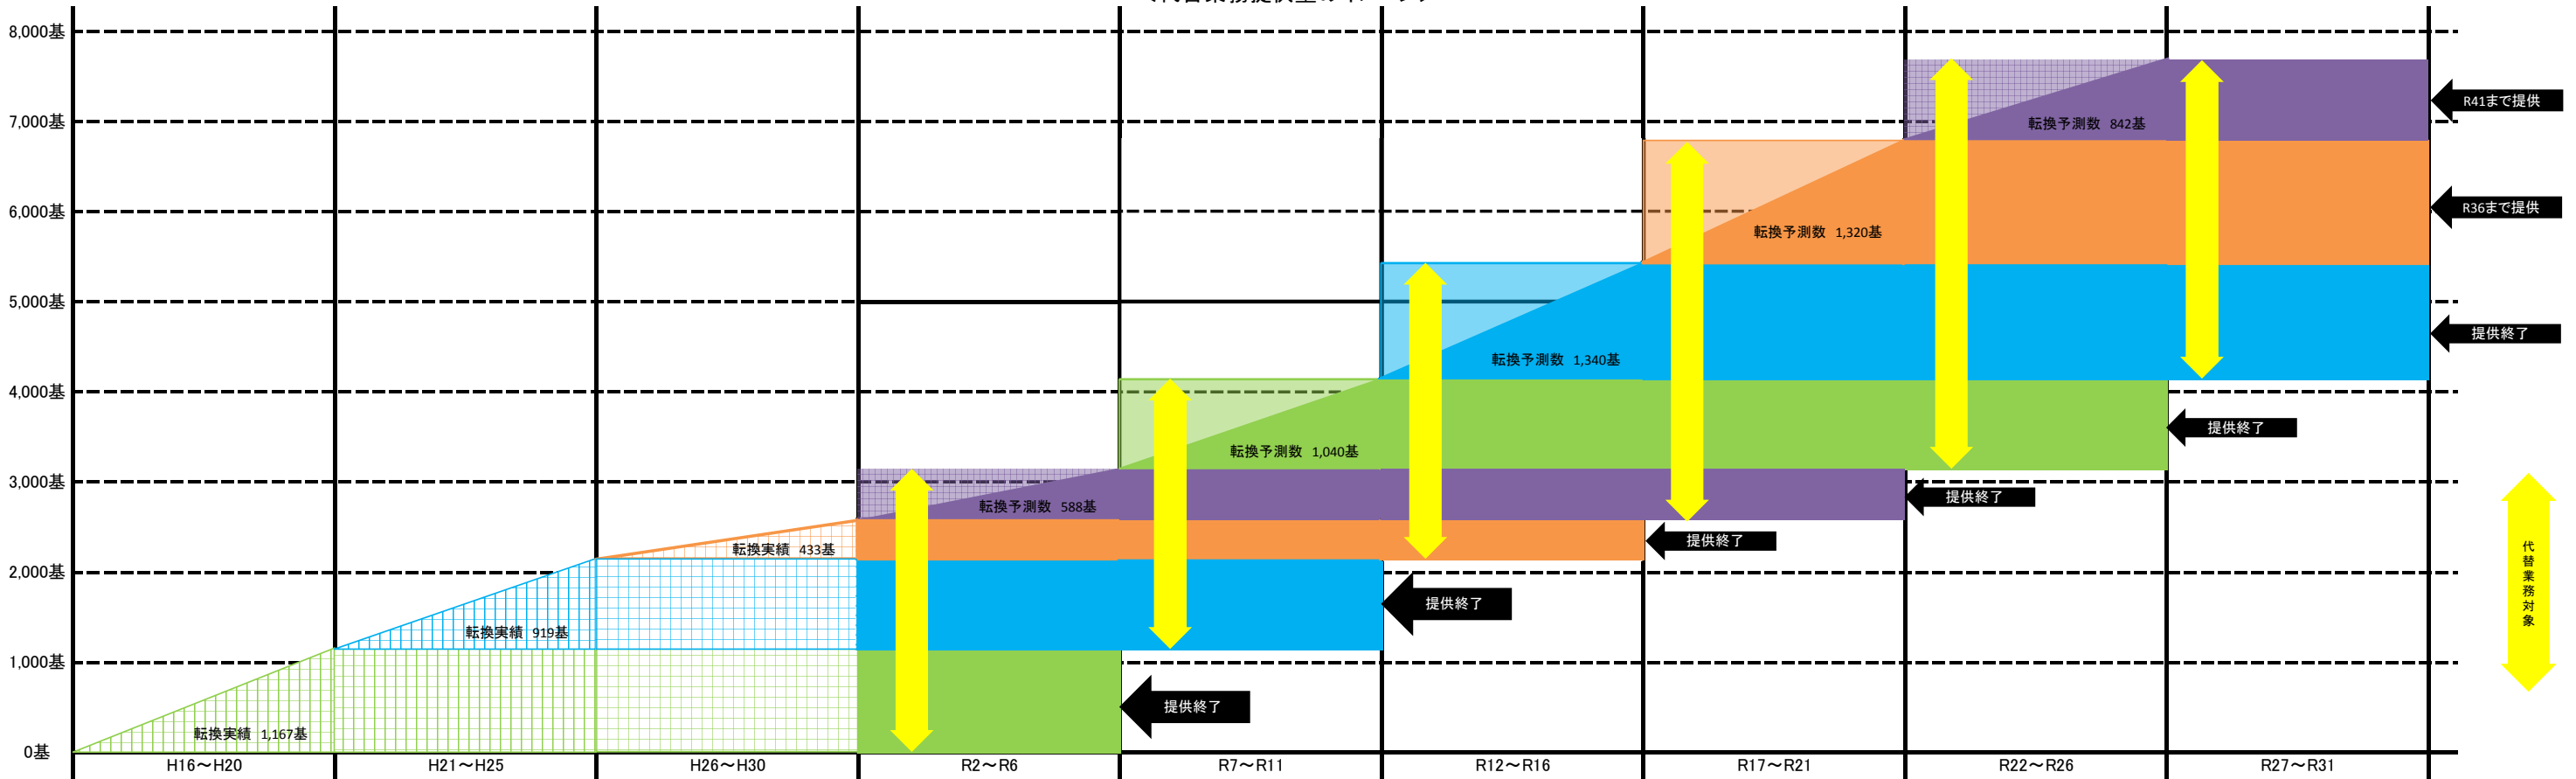 8,000基
7,000基
6,000基
5,000基
4,000基
3,000基
2,000基
1,000基
0基
転換予測数 842基
R41まで提供
R36まで提供
転換予測数 1,320基
提供終了
転換予測数 1,340基
提供終了
転換予測数 1,040基
提供終了
転換予測数 588基
提供終了
転換実績 433基
提供終了
転換実績 919基
提供終了
転換実績 1,167基
代替業務対象
H16～H20
H21～H25
H26～H30
R2～R6
R7～R11
R12～R16
R17～R21
R22～R26
R27～R31